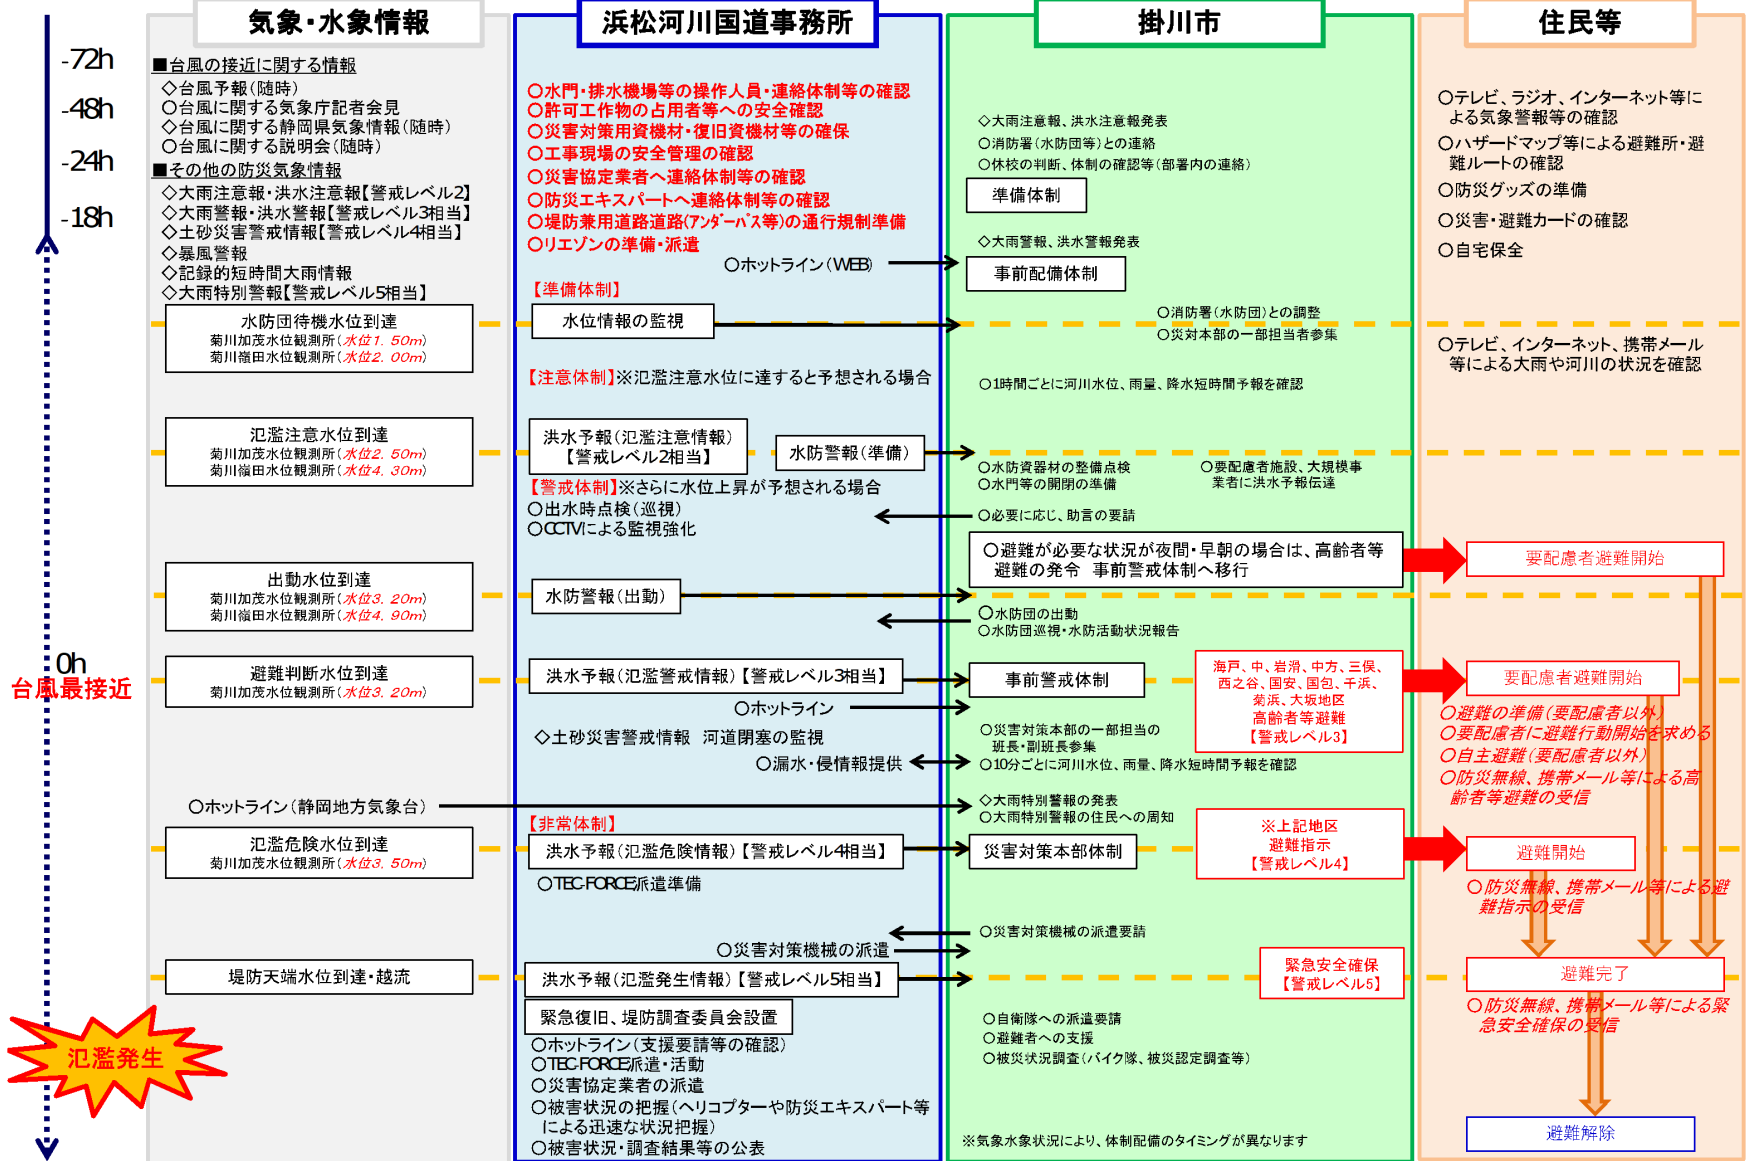 気象・水象情報
浜松河川国道事務所
掛川市
住民等
-72h
-48h
-24h
-18h
0h
台風最接近
氾濫発生
■台風の接近に関する情報
◇台風予報(随時)
○台風に関する気象庁記者会見
◇台風に関する静岡県気象情報(随時)
○台風に関する説明会(随時)
■その他の防災気象情報
◇大雨注意報・洪水注意報【警戒レベル2】
◇大雨警報・洪水警報【警戒レベル3相当】
◇土砂災害警戒情報【警戒レベル4相当】
◇暴風警報
◇記録的短時間大雨情報
◇大雨特別警報【警戒レベル5相当】
水防団待機水位到達
菊川加茂水位観測所(水位1.50m)
菊川嶺田水位観測所(水位2.00m)
氾濫注意水位到達
菊川加茂水位観測所(水位2.50m)
菊川嶺田水位観測所(水位4.30m)
出動水位到達
菊川加茂水位観測所(水位3.20m)
菊川嶺田水位観測所(水位4.90m)
避難判断水位到達
菊川加茂水位観測所(水位3.20m)
○ホットライン(静岡地方気象台)
氾濫危険水位到達
菊川加茂水位観測所(水位3.50m)
堤防天端水位到達・越流
○水門・排水機場等の操作人員・連絡体制等の確認
○許可工作物の占用者等への安全確認
○災害対策用資機材・復旧資機材等の確保
○工事現場の安全管理の確認
○災害協定業者へ連絡体制等の確認
○防災エキスパートへ連絡体制等の確認
○堤防兼用道路道路(アンダーパス等)の通行規制準備
○リエゾンの準備・派遣
○ホットライン(WEB)
【準備体制】
水位情報の監視
【注意体制】※氾濫注意水位に達すると予想される場合
洪水予報(氾濫注意情報)
【警戒レベル2相当】
水防警報(準備)
【警戒体制】※さらに水位上昇が予想される場合
○出水時点検(巡視)
○CCTVによる監視強化
水防警報(出動)
洪水予報(氾濫警戒情報)【警戒レベル3相当】
○ホットライン
◇土砂災害警戒情報 河道閉塞の監視
○漏水・侵情報提供
【非常体制】
洪水予報(氾濫危険情報)【警戒レベル4相当】
○TEC-FORCE派遣準備
○災害対策機械の派遣
洪水予報(氾濫発生情報)【警戒レベル5相当】
緊急復旧、堤防調査委員会設置
○ホットライン(支援要請等の確認)
○TEC-FORCE派遣・活動
○災害協定業者の派遣
○被害状況の把握(ヘリコプターや防災エキスパート等
による迅速な状況把握)
○被害状況・調査結果等の公表
◇大雨注意報、洪水注意報発表
○消防署(水防団等)との連絡
○休校の判断、体制の確認等(部署内の連絡)
準備体制
◇大雨警報、洪水警報発表
事前配備体制
○消防署(水防団)との調整
○災対本部の一部担当者参集
○1時間ごとに河川水位、雨量、降水短時間予報を確認
○水防資器材の整備点検
○水門等の開閉の準備
○要配慮者施設、大規模事
業者に洪水予報伝達
○必要に応じ、助言の要請
○避難が必要な状況が夜間・早朝の場合は、高齢者等
避難の発令 事前警戒体制へ移行
○水防団の出動
○水防団巡視・水防活動状況報告
事前警戒体制
海戸、中、岩滑、中方、三俣、
西之谷、国安、国包、千浜、
菊浜、大坂地区
高齢者等避難
【警戒レベル3】
○災害対策本部の一部担当の
班長・副班長参集
○10分ごとに河川水位、雨量、降水短時間予報を確認
◇大雨特別警報の発表
○大雨特別警報の住民への周知
災害対策本部体制
※上記地区
避難指示
【警戒レベル4】
○災害対策機械の派遣要請
緊急安全確保
【警戒レベル5】
○自衛隊への派遣要請
○避難者への支援
○被災状況調査(バイク隊、被災認定調査等)
※気象水象状況により、体制配備のタイミングが異なります
○テレビ、ラジオ、インターネット等に
よる気象警報等の確認
○ハザードマップ等による避難所・避
難ルートの確認
○防災グッズの準備
○災害・避難カードの確認
○自宅保全
○テレビ、インターネット、携帯メール
等による大雨や河川の状況を確認
要配慮者避難開始
要配慮者避難開始
○避難の準備(要配慮者以外)
○要配慮者に避難行動開始を求める
○自主避難(要配慮者以外)
○防災無線、携帯メール等による高
齢者等避難の受信
避難開始
○防災無線、携帯メール等による避
難指示の受信
避難完了
○防災無線、携帯メール等による緊
急安全確保の受信
避難解除